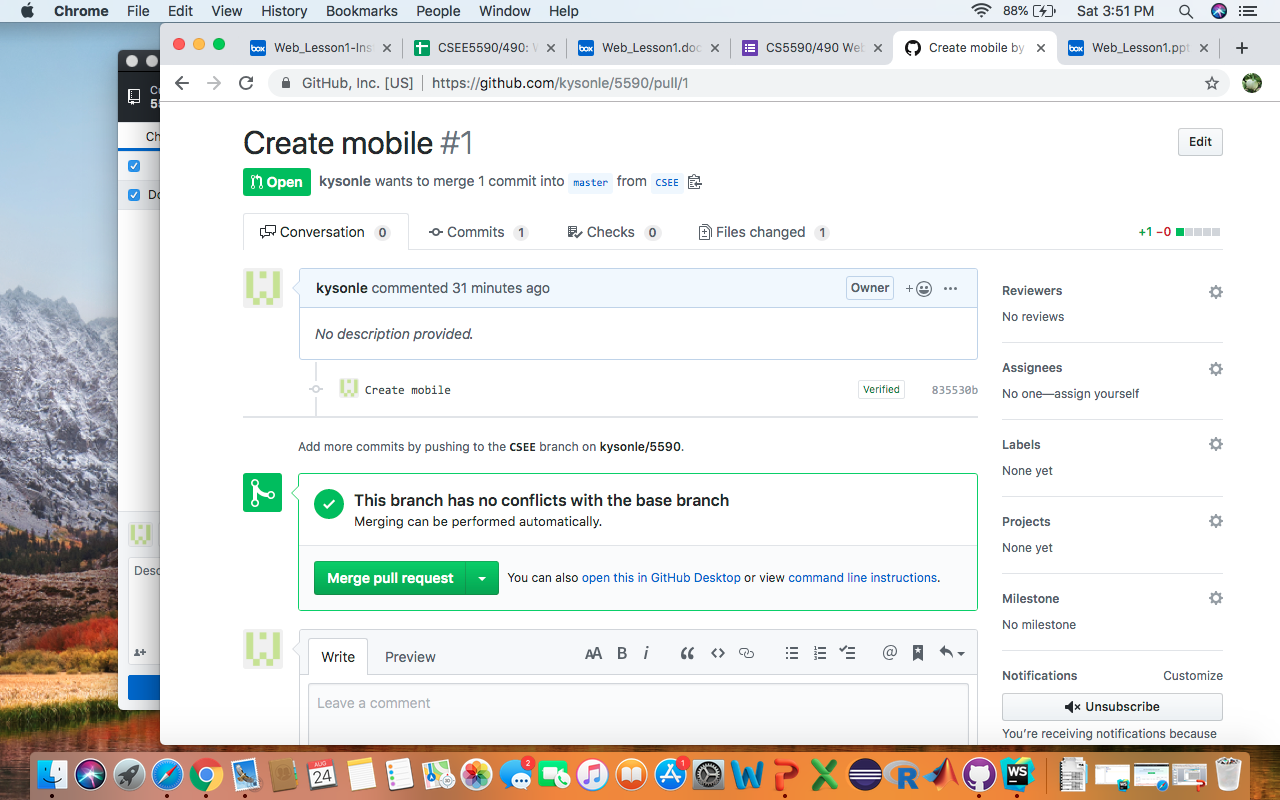 Chrome File Edit View History Bookmarks People Window Help 88% Sat 3:51 PM
Web_Lesson1-Ins CSEE5590/490: W Web_Lesson1.doc CS5590/490 Web Create mobile by Web_Lesson1.ppt
GitHub, Inc. [US] https://github.com/kysonle/5590/pull/1
Create mobile #1
Edit
Open kysonle wants to merge 1 commit into master from CSEE
Conversation 0 Commits 1 Checks 0 Files changed 1 +1 −0
kysonle commented 31 minutes ago Owner
No description provided.
Create mobile Verified 835530b
Add more commits by pushing to the CSEE branch on kysonle/5590.
This branch has no conflicts with the base branch
Merging can be performed automatically.
Merge pull request You can also open this in GitHub Desktop or view command line instructions.
Write Preview AA B i
Leave a comment
Reviewers
No reviews
Assignees
No one—assign yourself
Labels
None yet
Projects
None yet
Milestone
No milestone
Notifications Customize
Unsubscribe
You're receiving notifications because
AUG
24
2
1
WS